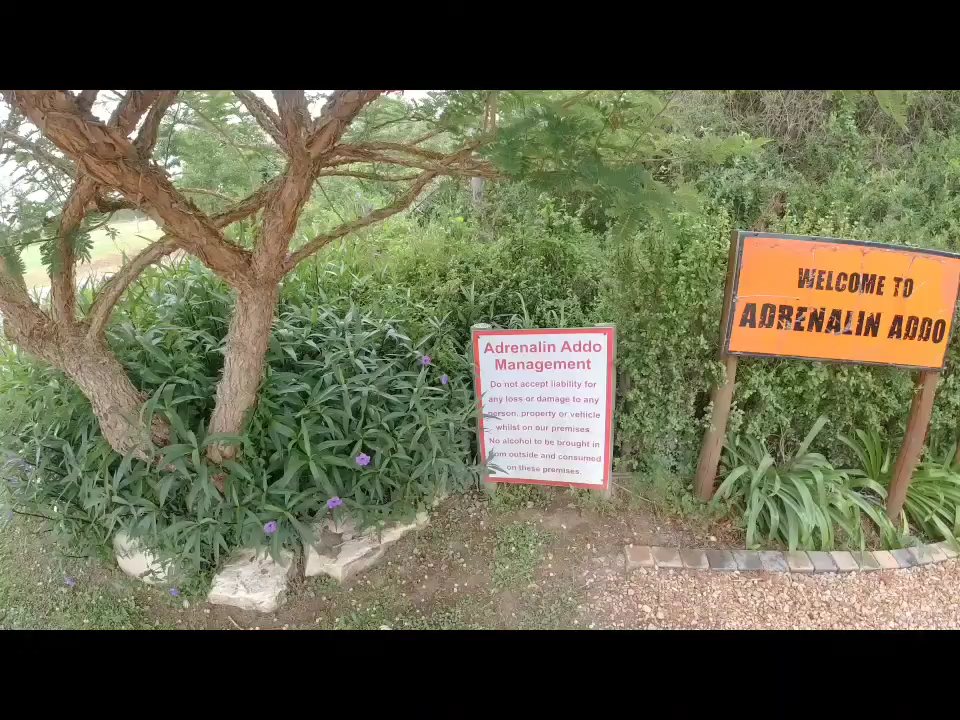 Adrenalin Addo
Management
Do not accept liability for
any loss or damage to any
person, property or vehicle
whilst on our premises.
No alcohol to be brought in
from outside and consumed
on these premises.
WELCOME TO
ADRENALIN ADDO